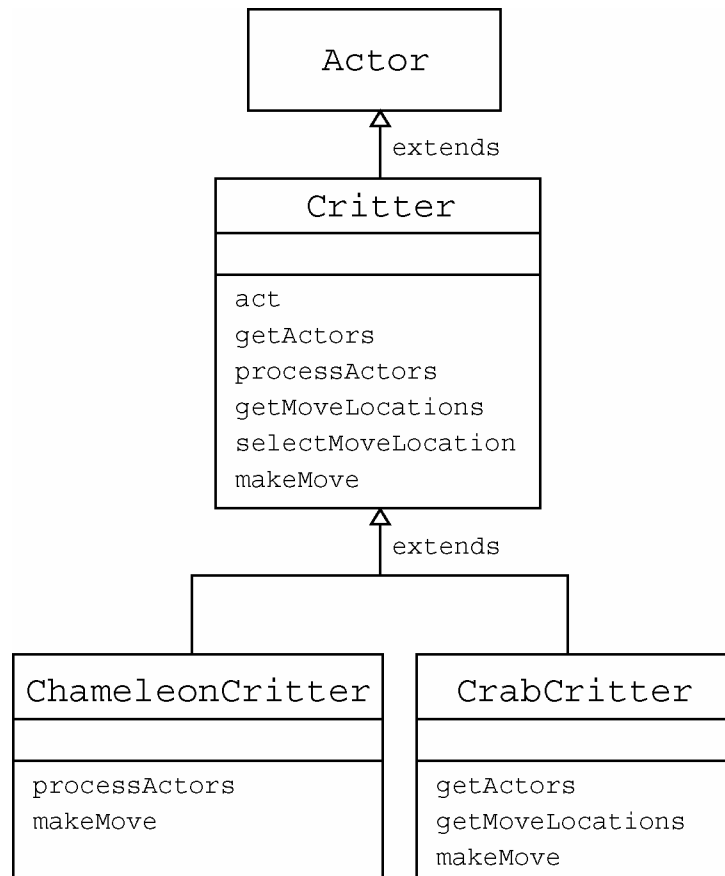 Actor
extends
Critter
act
getActors
processActors
getMoveLocations
selectMoveLocation
makeMove
extends
ChameleonCritter
processActors
makeMove
CrabCritter
getActors
getMoveLocations
makeMove